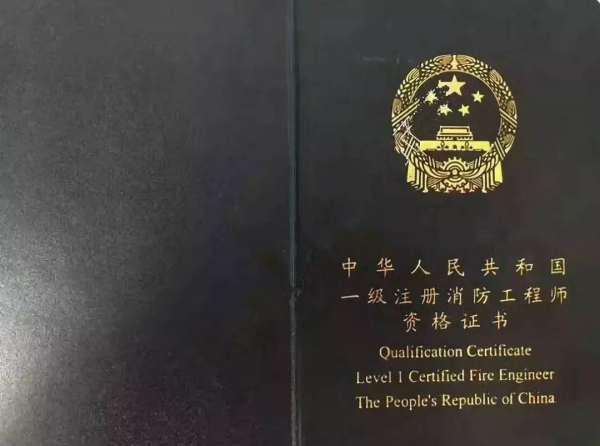 中华人民共和国
一级注册消防工程师
资格证书
Qualification Certificate
Level 1 Certified Fire Engineer
The People's Republic of China